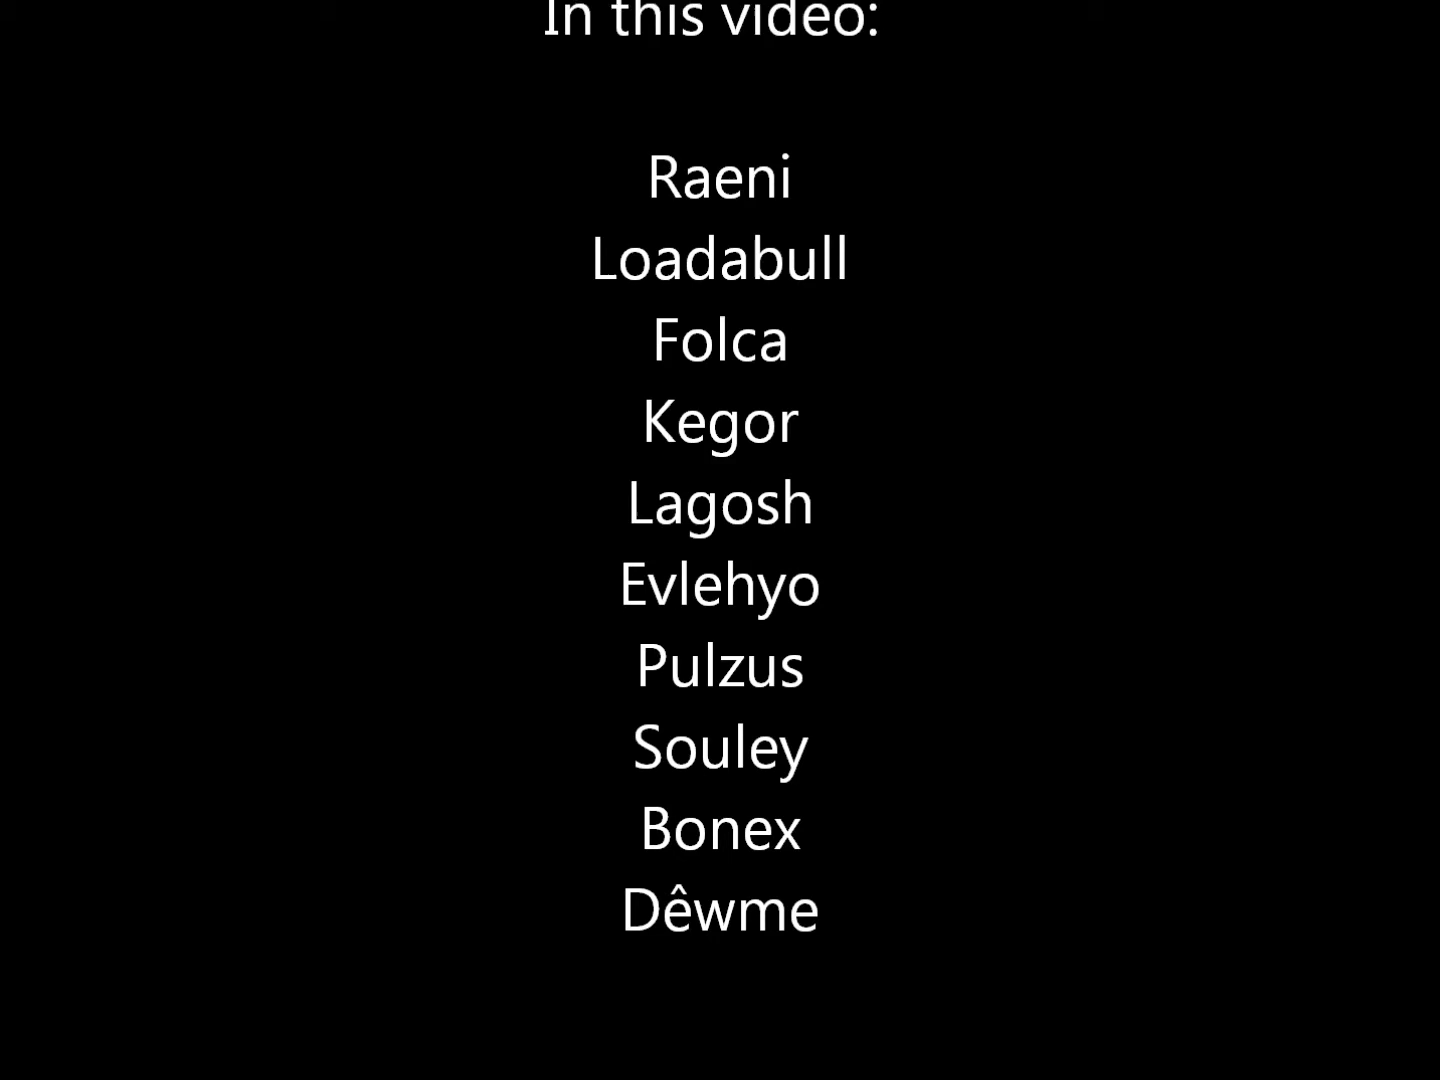 In this video:
Raeni
Loadabull
Folca
Kegor
Lagosh
Evlehyo
Pulzus
Souley
Bonex
Dêwme